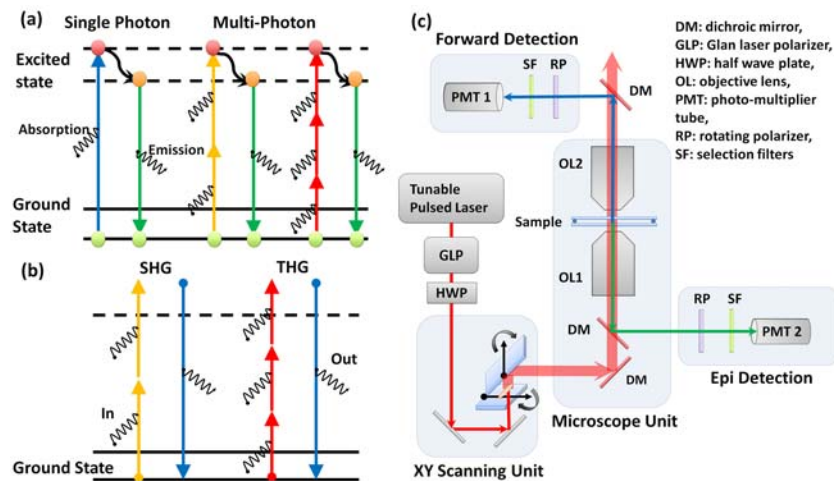 (a)
Single Photon
Multi-Photon
Excited
state
Absorption
Emission
Ground
State
(b)
SHG
THG
In
Out
Ground State
(c)
Forward Detection
SF
RP
PMT 1
DM
DM: dichroic mirror,
GLP: Glan laser polarizer,
HWP: half wave plate,
OL: objective lens,
PMT: photo-multiplier
tube,
RP: rotating polarizer,
SF: selection filters
OL2
Tunable
Pulsed Laser
Sample
GLP
OL1
HWP
RP
SF
DM
PMT 2
DM
Epi Detection
Microscope Unit
XY Scanning Unit